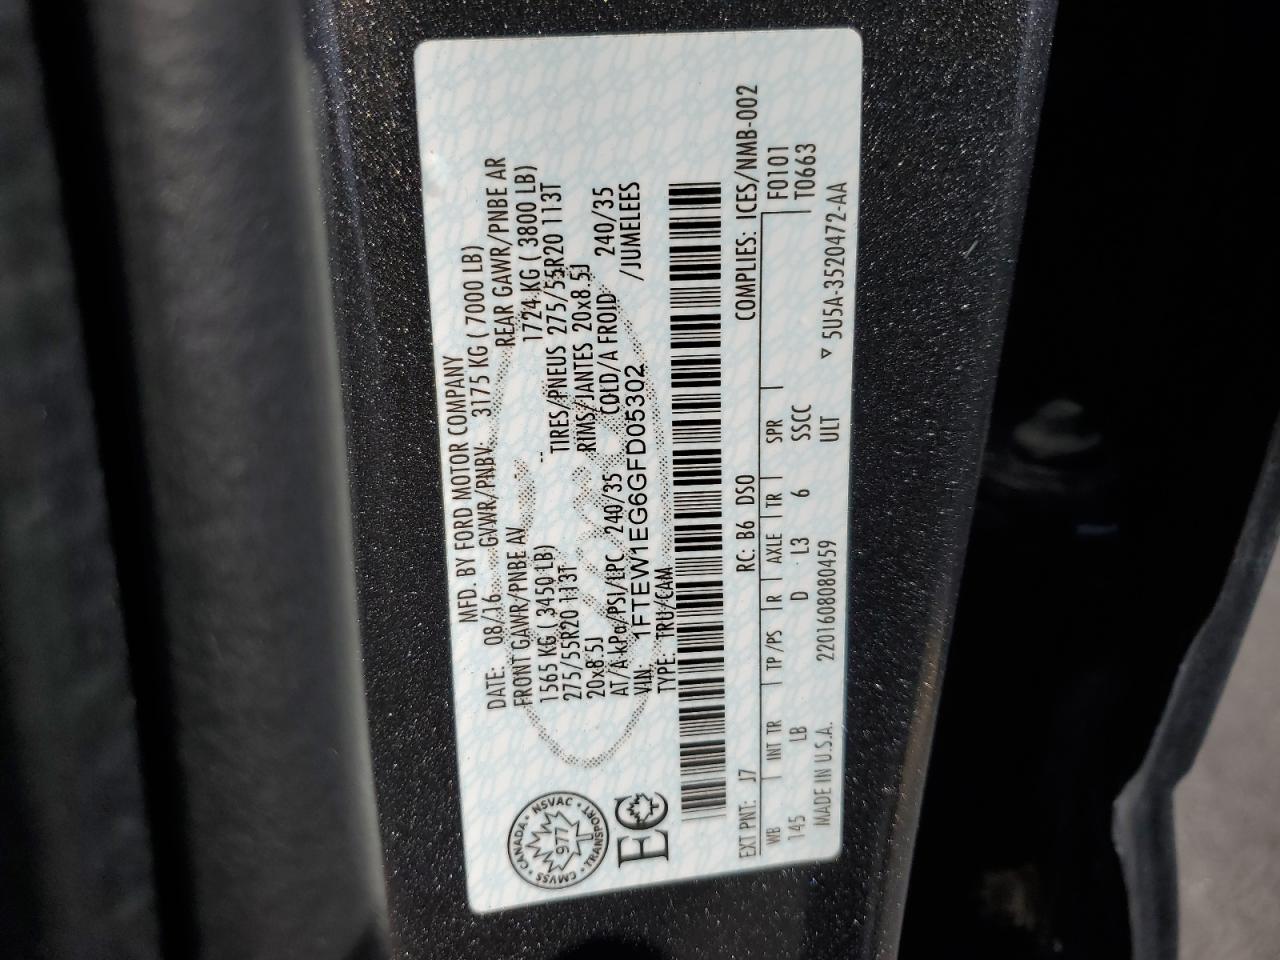 MFD. BY FORD MOTOR COMPANY
DATE: 08/16 GVWR/PNBV: 3175 KG ( 7000 LB)
FRONT GAWR/PNBE AV REAR GAWR/PNBE AR
1565 KG ( 3450 LB) 1724 KG ( 3800 LB)
275/55R20 113T TIRES/PNEUS 275/55R20 113T
20x8.5J RIMS/JANTES 20x8.5J
AT/A kPa/PSI/LPC 240/35 COLD/A FROID 240/35
VIN: 1FTEW1EG6GFD05302 /JUMELEES
TYPE: TRU/CAM
CANADA • NSVAC • TRANSPORT • CMVSS •
977
EC
EXT PNT: J7 RC: B6 DSO COMPLIES: ICES/NMB-002
WB INT TR TP/PS R AXLE TR SPR F0101
145 LB D L3 6 SSCC T0663
ULT
MADE IN U.S.A. 2201608080459 ▽ 5U5A-3520472-AA